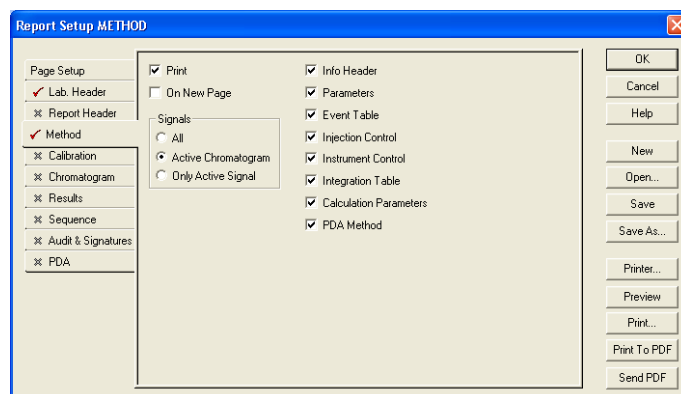 Report Setup METHOD
Page Setup
Lab. Header
Report Header
Method
Calibration
Chromatogram
Results
Sequence
Audit & Signatures
PDA
Print
On New Page
Signals
All
Active Chromatogram
Only Active Signal
Info Header
Parameters
Event Table
Injection Control
Instrument Control
Integration Table
Calculation Parameters
PDA Method
OK
Cancel
Help
New
Open...
Save
Save As...
Printer...
Preview
Print...
Print To PDF
Send PDF